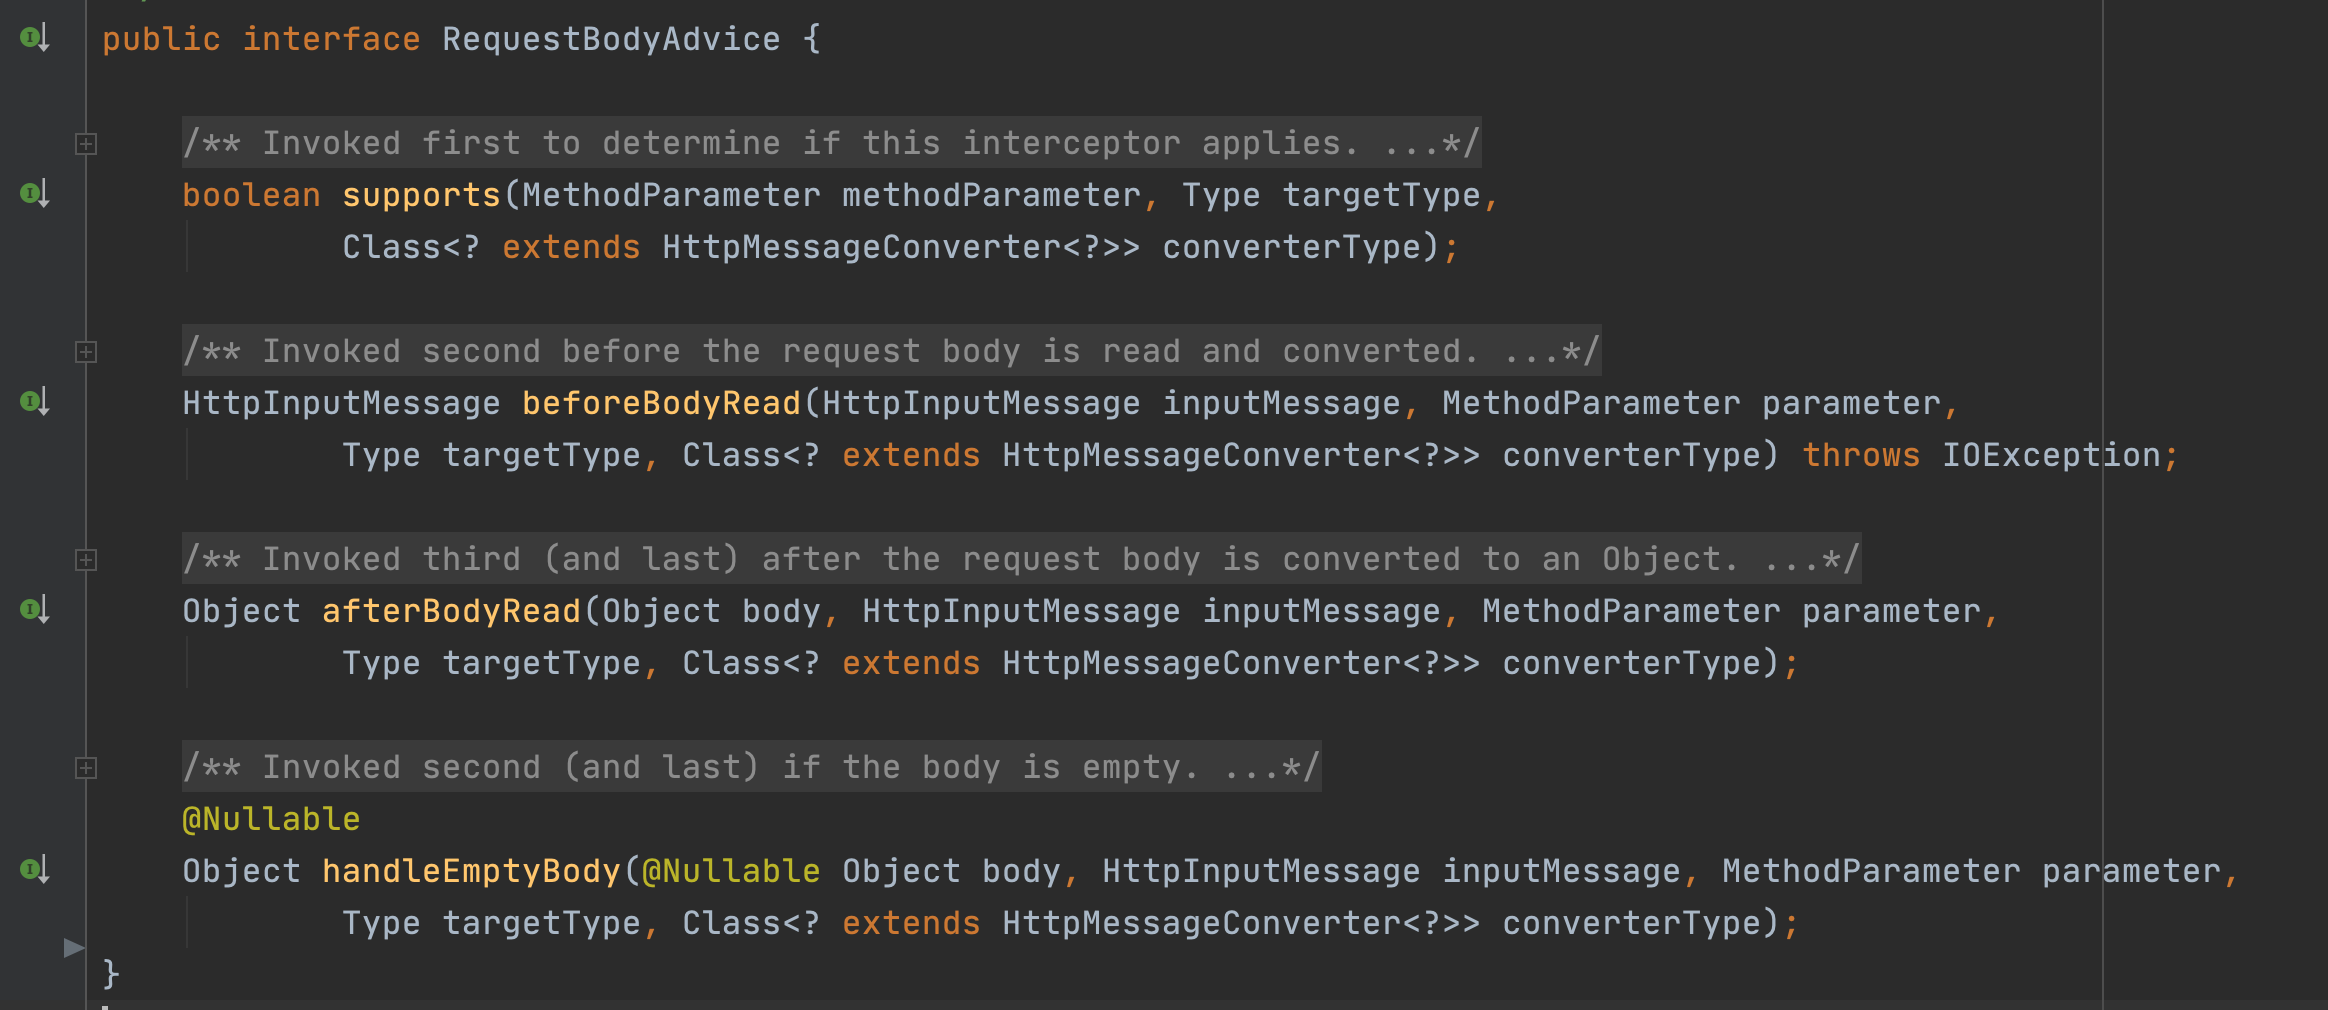 public interface RequestBodyAdvice {
/** Invoked first to determine if this interceptor applies. ...*/
boolean supports(MethodParameter methodParameter, Type targetType,
Class<? extends HttpMessageConverter<?>> converterType);
/** Invoked second before the request body is read and converted. ...*/
HttpInputMessage beforeBodyRead(HttpInputMessage inputMessage, MethodParameter parameter,
Type targetType, Class<? extends HttpMessageConverter<?>> converterType) throws IOException;
/** Invoked third (and last) after the request body is converted to an Object. ...*/
Object afterBodyRead(Object body, HttpInputMessage inputMessage, MethodParameter parameter,
Type targetType, Class<? extends HttpMessageConverter<?>> converterType);
/** Invoked second (and last) if the body is empty. ...*/
@Nullable
Object handleEmptyBody(@Nullable Object body, HttpInputMessage inputMessage, MethodParameter parameter,
Type targetType, Class<? extends HttpMessageConverter<?>> converterType);
}